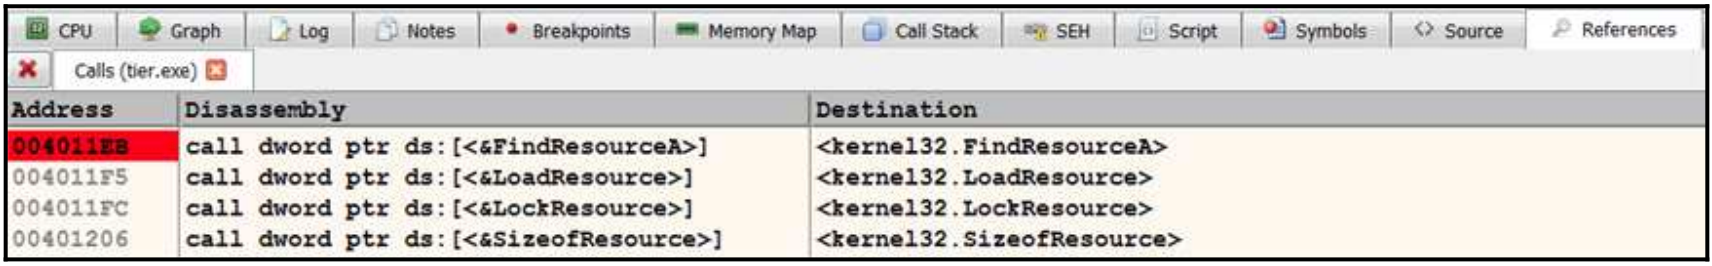 CPU Graph Log Notes Breakpoints Memory Map Call Stack SEH Script Symbols Source References
Calls (tier.exe)
Address Disassembly Destination
004011EB call dword ptr ds:[<&FindResourceA>] <kernel32.FindResourceA>
004011F5 call dword ptr ds:[<&LoadResource>] <kernel32.LoadResource>
004011FC call dword ptr ds:[<&LockResource>] <kernel32.LockResource>
00401206 call dword ptr ds:[<&SizeofResource>] <kernel32.SizeofResource>